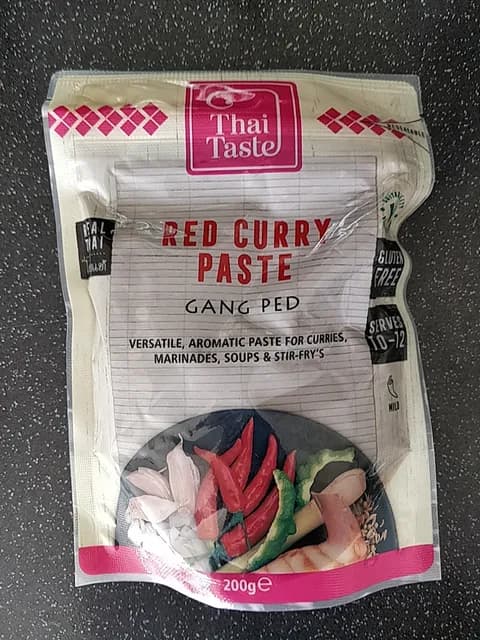 Thai
Taste
RED CURRY
PASTE
GANG PED
VERSATILE, AROMATIC PASTE FOR CURRIES,
MARINADES, SOUPS & STIR-FRY'S
GLUTEN
FREE
SERVES
10-12
MILD
200g℮